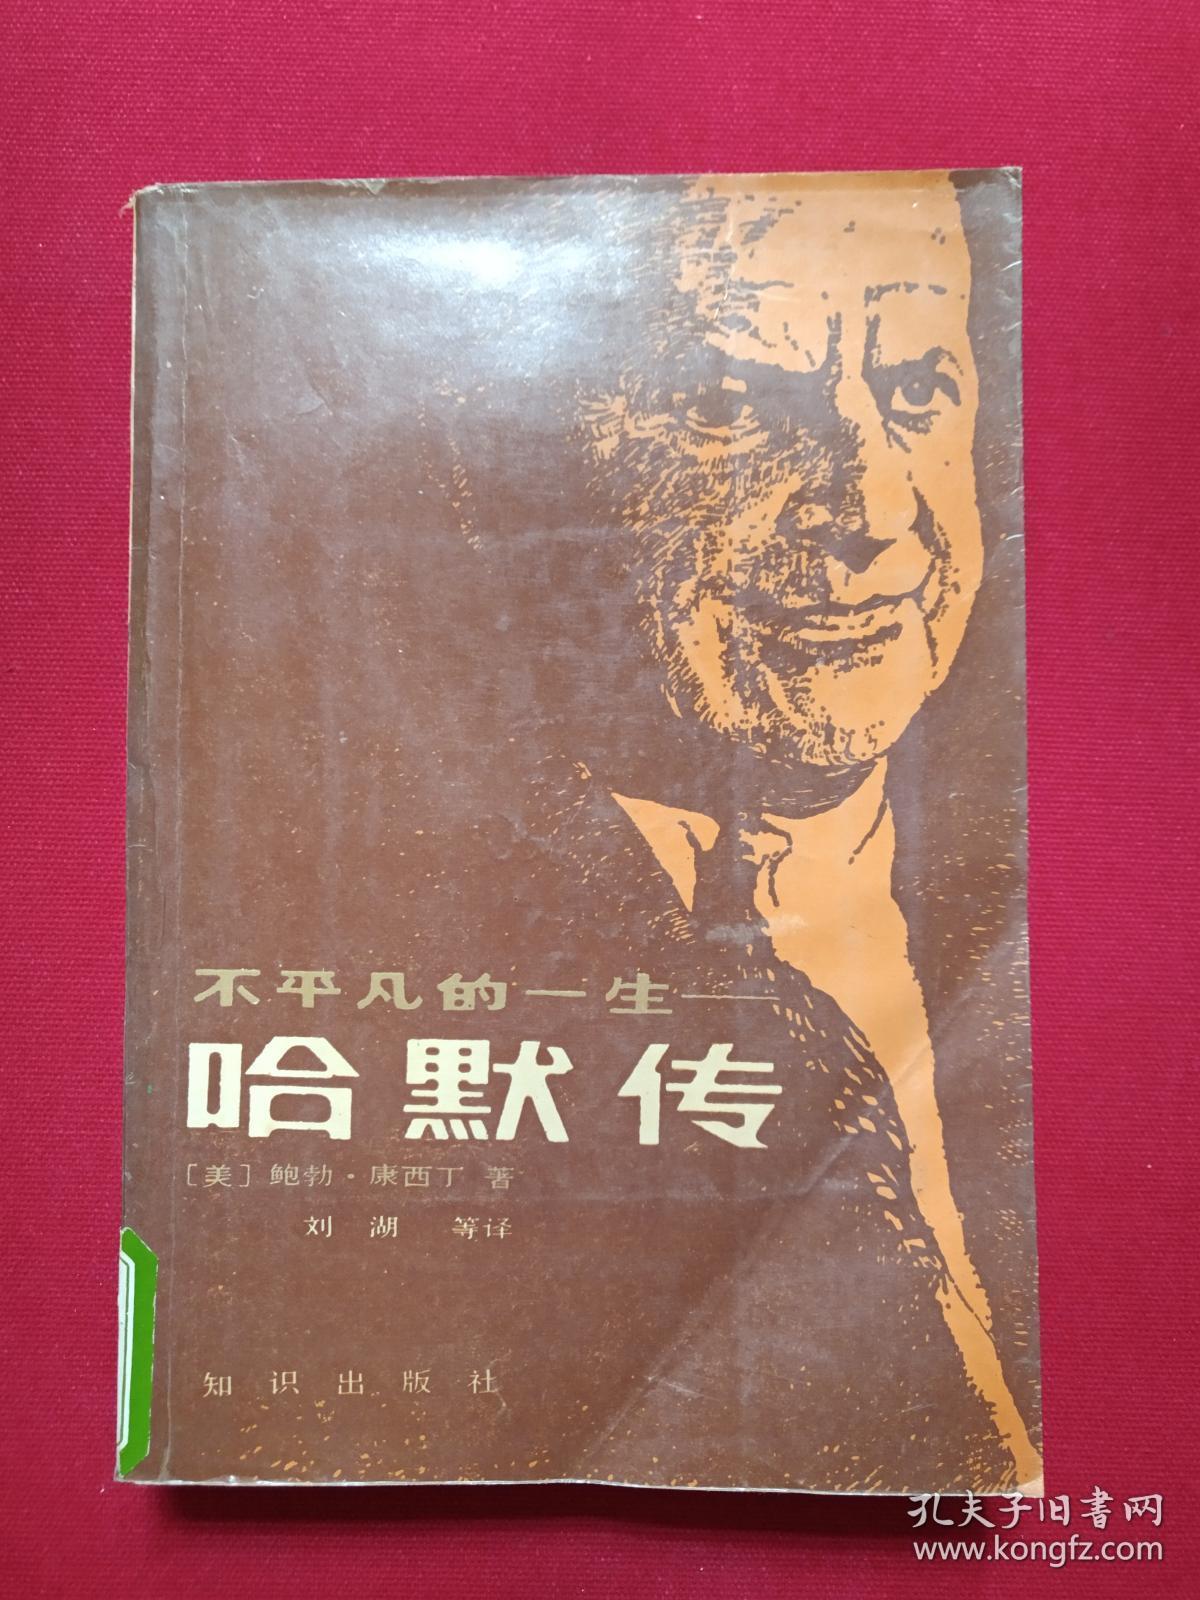 不平凡的一生——
哈默传
〔美〕鲍勃·康西丁 著
刘湖 等译
知识出版社
孔夫子旧书网
www.kongfz.com